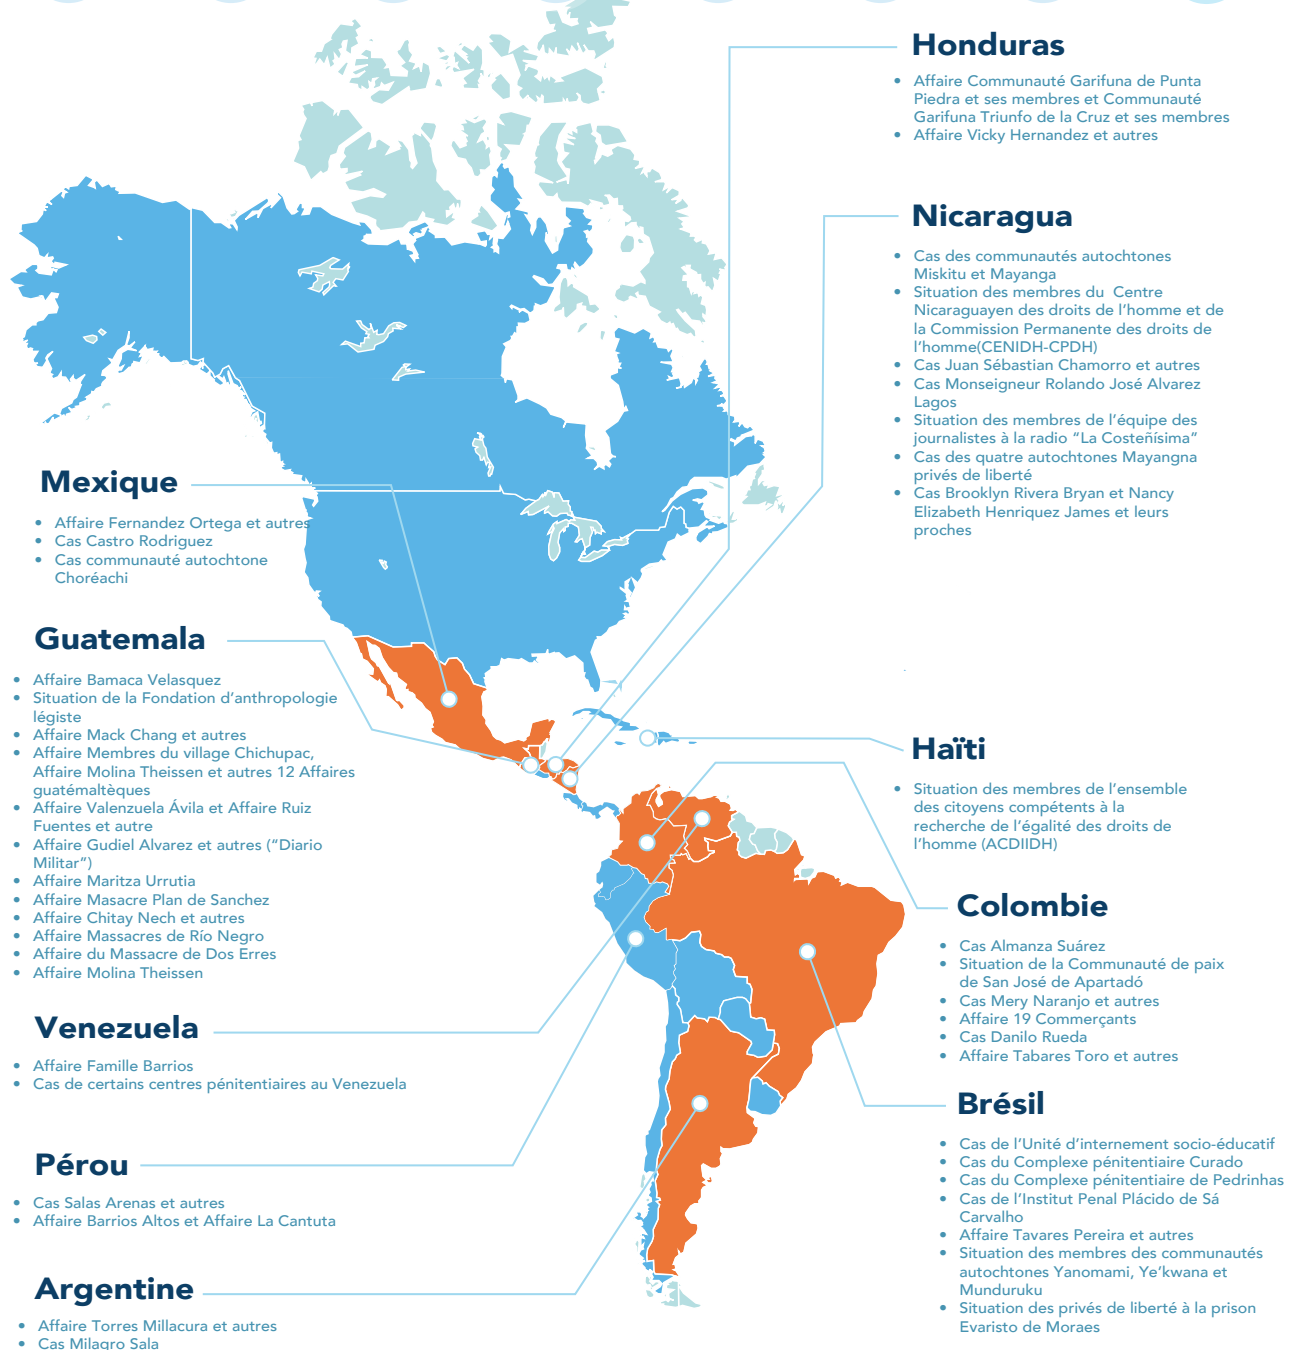 Honduras
• Affaire Communauté Garifuna de Punta
Piedra et ses membres et Communauté
Garifuna Triunfo de la Cruz et ses membres
• Affaire Vicky Hernandez et autres
Nicaragua
• Cas des communautés autochtones
Miskitu et Mayanga
• Situation des membres du Centre
Nicaraguayen des droits de l'homme et de
la Commission Permanente des droits de
l'homme(CENIDH-CPDH)
• Cas Juan Sébastian Chamorro et autres
• Cas Monseigneur Rolando José Alvarez
Lagos
• Situation des membres de l'équipe des
journalistes à la radio “La Costeñísima”
• Cas des quatre autochtones Mayangna
privés de liberté
• Cas Brooklyn Rivera Bryan et Nancy
Elizabeth Henriquez James et leurs
proches
Mexique
• Affaire Fernandez Ortega et autres
• Cas Castro Rodriguez
• Cas communauté autochtone
Choréachi
Guatemala
• Affaire Bamaca Velasquez
• Situation de la Fondation d'anthropologie
légiste
• Affaire Mack Chang et autres
• Affaire Membres du village Chichupac,
Affaire Molina Theissen et autres 12 Affaires
guatémaltèques
• Affaire Valenzuela Ávila et Affaire Ruiz
Fuentes et autre
• Affaire Gudiel Alvarez et autres (“Diario
Militar”)
• Affaire Maritza Urrutia
• Affaire Masacre Plan de Sanchez
• Affaire Chitay Nech et autres
• Affaire Massacres de Río Negro
• Affaire du Massacre de Dos Erres
• Affaire Molina Theissen
Haïti
• Situation des membres de l'ensemble
des citoyens compétents à la
recherche de l'égalité des droits de
l'homme (ACDIIDH)
Colombie
• Cas Almanza Suárez
• Situation de la Communauté de paix
de San José de Apartadó
• Cas Mery Naranjo et autres
• Affaire 19 Commerçants
• Cas Danilo Rueda
• Affaire Tabares Toro et autres
Venezuela
• Affaire Famille Barrios
• Cas de certains centres pénitentiaires au Venezuela
Brésil
• Cas de l'Unité d'internement socio-éducatif
• Cas du Complexe pénitentiaire Curado
• Cas du Complexe pénitentiaire de Pedrinhas
• Cas de l'Institut Penal Plácido de Sá
Carvalho
• Affaire Tavares Pereira et autres
• Situation des membres des communautés
autochtones Yanomami, Ye'kwana et
Munduruku
• Situation des privés de liberté à la prison
Evaristo de Moraes
Pérou
• Cas Salas Arenas et autres
• Affaire Barrios Altos et Affaire La Cantuta
Argentine
• Affaire Torres Millacura et autres
• Cas Milagro Sala